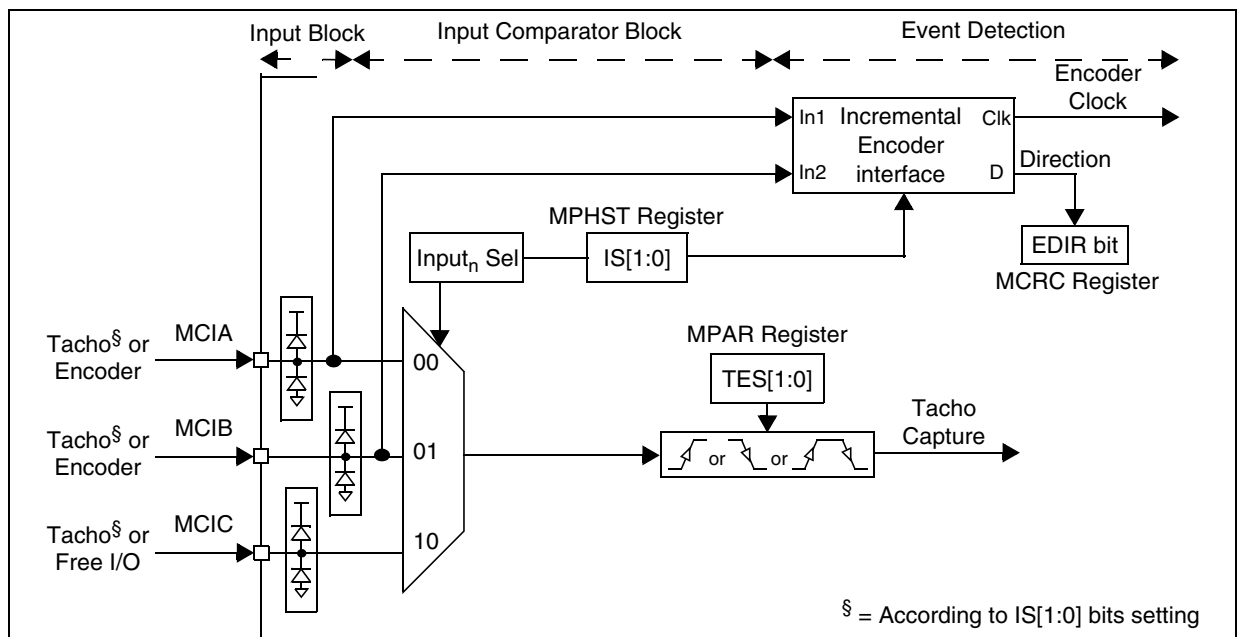 Input Block
Input Comparator Block
Event Detection
Encoder
Clock
In1
Incremental
Clk
Encoder
In2
interface
D
Direction
MPHST Register
Inputn Sel
IS[1:0]
EDIR bit
MCRC Register
Tacho§ or
Encoder
MCIA
00
MPAR Register
TES[1:0]
Tacho§ or
Encoder
MCIB
01
Tacho
Capture
or
or
Tacho§ or
Free I/O
MCIC
10
§ = According to IS[1:0] bits setting